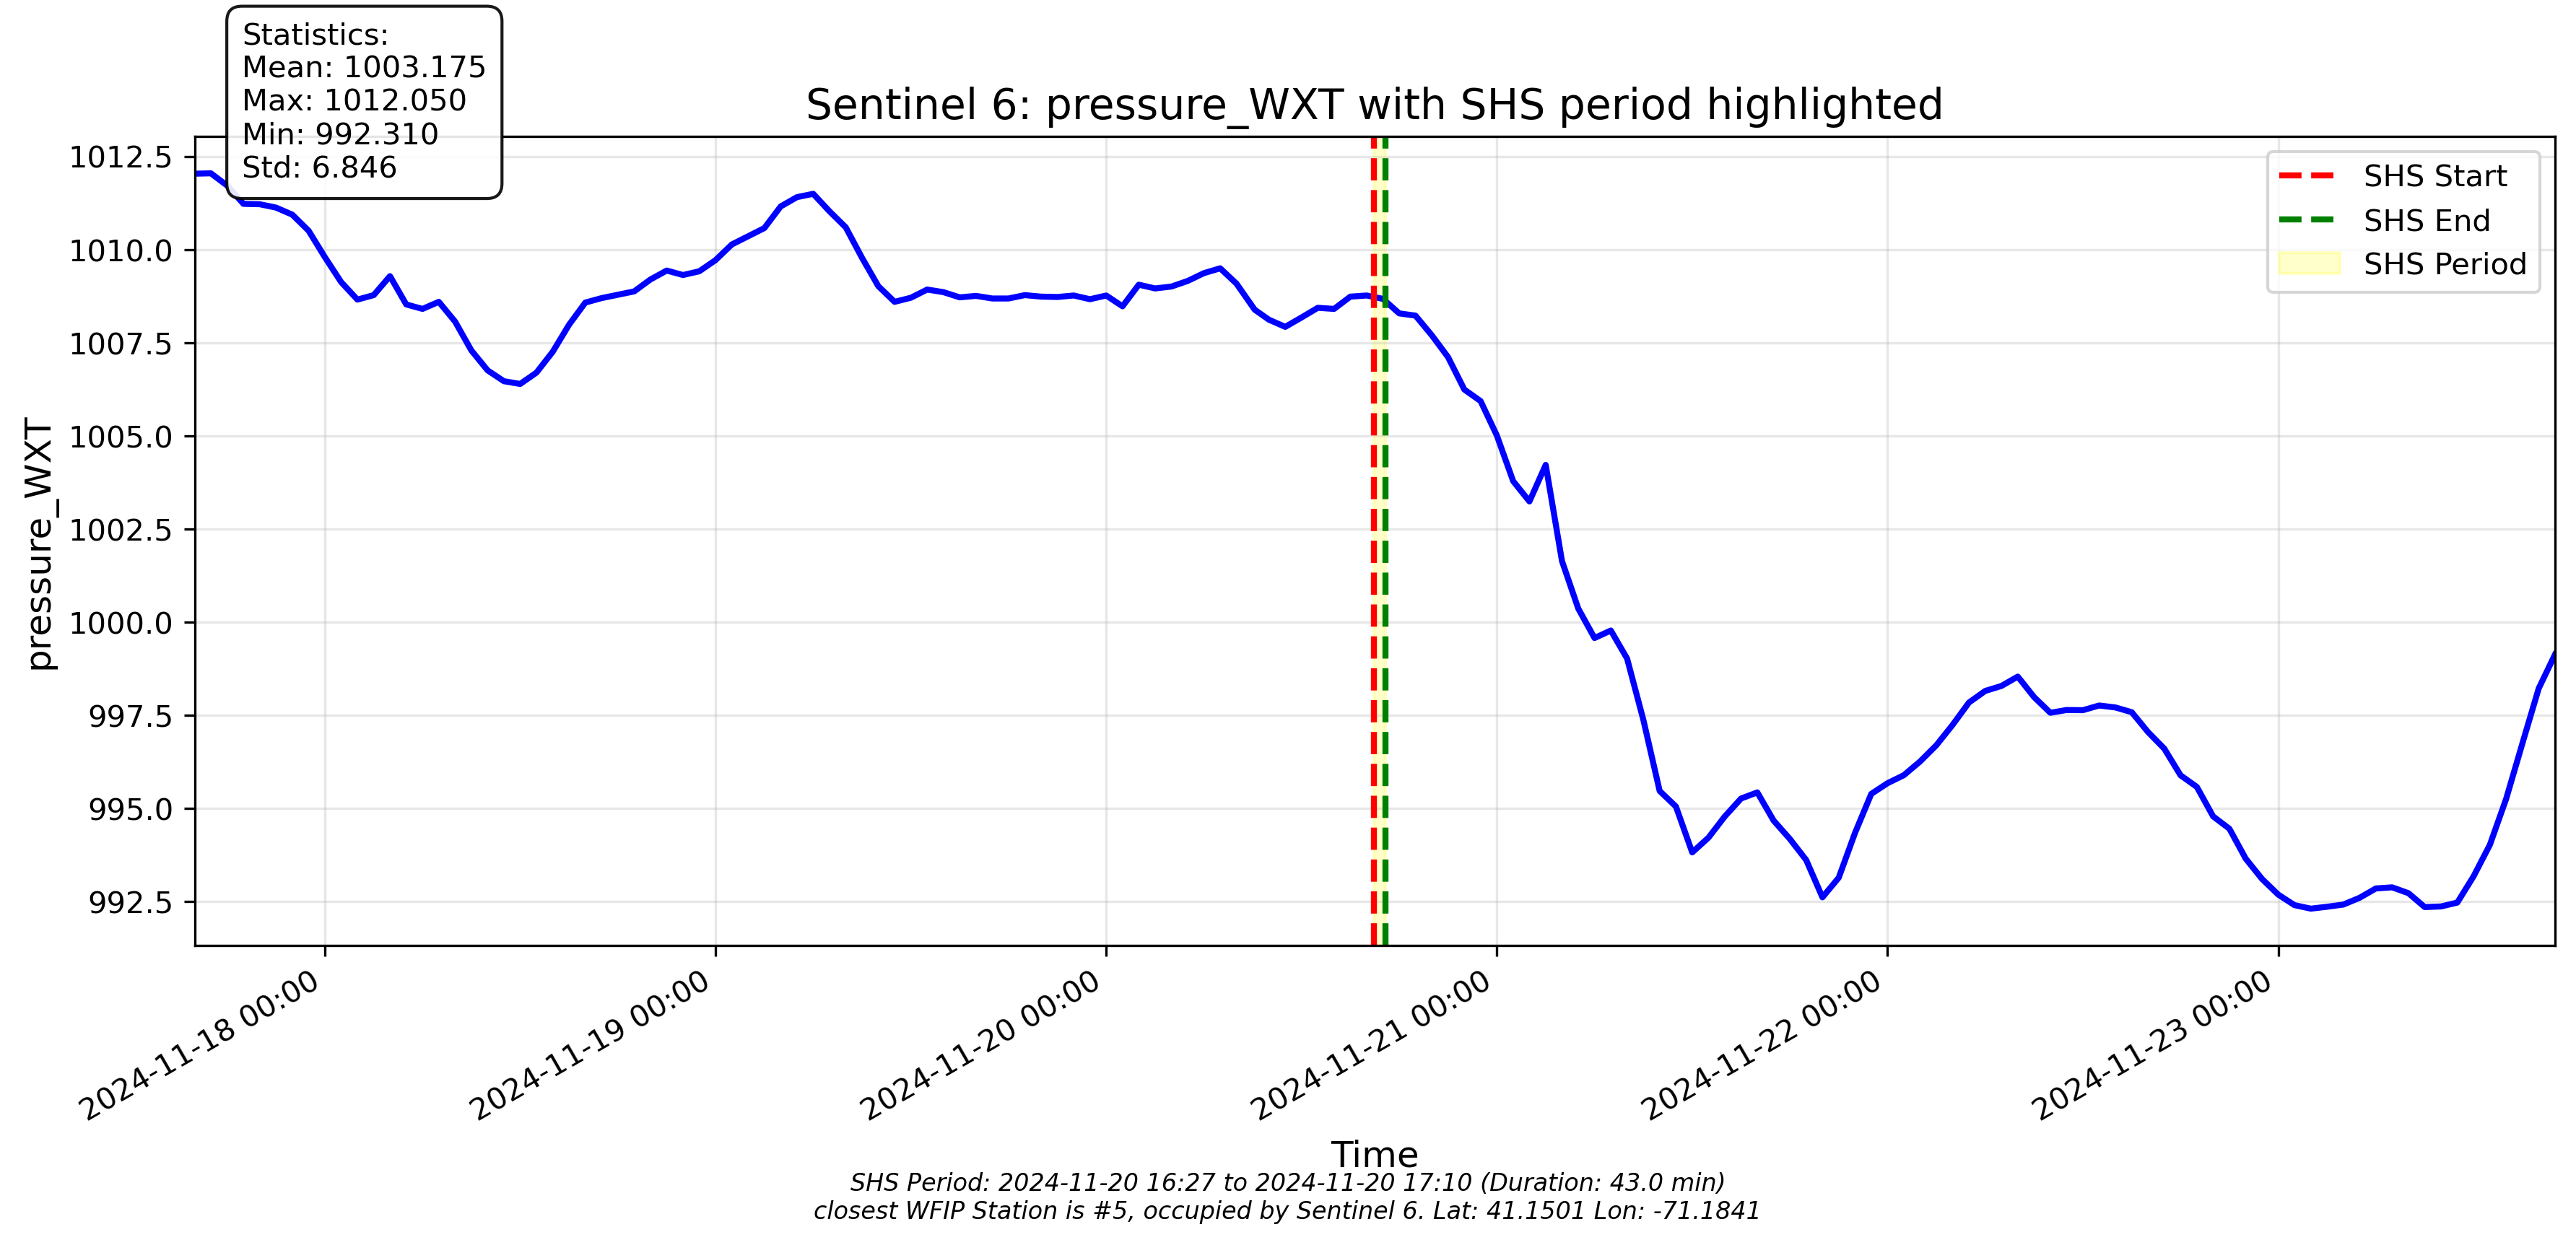 Statistics:
Mean: 1003.175
Max: 1012.050
Min: 992.310
Std: 6.846
Sentinel 6: pressure_WXT with SHS period highlighted
SHS Start
SHS End
SHS Period
pressure_WXT
1012.5
1010.0
1007.5
1005.0
1002.5
1000.0
997.5
995.0
992.5
2024-11-18 00:00
2024-11-19 00:00
2024-11-20 00:00
2024-11-21 00:00
2024-11-22 00:00
2024-11-23 00:00
Time
SHS Period: 2024-11-20 16:27 to 2024-11-20 17:10 (Duration: 43.0 min)
closest WFIP Station is #5, occupied by Sentinel 6. Lat: 41.1501 Lon: -71.1841